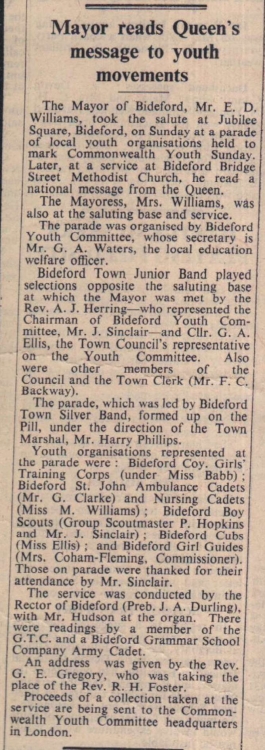 Mayor reads Queen's
message to youth
movements
The Mayor of Bideford, Mr. E. D.
Williams, took the salute at Jubilee
Square, Bideford, on Sunday at a parade
of local youth organisations held to
mark Commonwealth Youth Sunday.
Later, at a service at Bideford Bridge
Street Methodist Church, he read a
national message from the Queen.
The Mayoress, Mrs. Williams, was
also at the saluting base and service.
The parade was organised by Bideford
Youth Committee, whose secretary is
Mr. G. A. Waters, the local education
welfare officer.
Bideford Town Junior Band played
selections opposite the saluting base
at which the Mayor was met by the
Rev. A. J. Herring—who represented the
Chairman of Bideford Youth Com-
mittee, Mr. J. Sinclair—and Cllr. G. A.
Ellis, the Town Council's representative
on the Youth Committee. Also
were other members of the
Council and the Town Clerk (Mr. F. C.
Backway).
The parade, which was led by Bideford
Town Silver Band, formed up on the
Pill, under the direction of the Town
Marshal, Mr. Harry Phillips.
Youth organisations represented at
the parade were : Bideford Coy. Girls'
Training Corps (under Miss Babb) ;
Bideford St. John Ambulance Cadets
(Mr. G. Clarke) and Nursing Cadets
(Miss M. Williams) ; Bideford Boy
Scouts (Group Scoutmaster P. Hopkins
and Mr. J. Sinclair) ; Bideford Cubs
(Miss Ellis) ; and Bideford Girl Guides
(Mrs. Coham-Fleming, Commissioner).
Those on parade were thanked for their
attendance by Mr. Sinclair.
The service was conducted by the
Rector of Bideford (Preb. J. A. Durling),
with Mr. Hudson at the organ. There
were readings by a member of the
G.T.C. and a Bideford Grammar School
Company Army Cadet.
An address was given by the Rev.
G. E. Gregory, who was taking the
place of the Rev. R. H. Foster.
Proceeds of a collection taken at the
service are being sent to the Common-
wealth Youth Committee headquarters
in London.